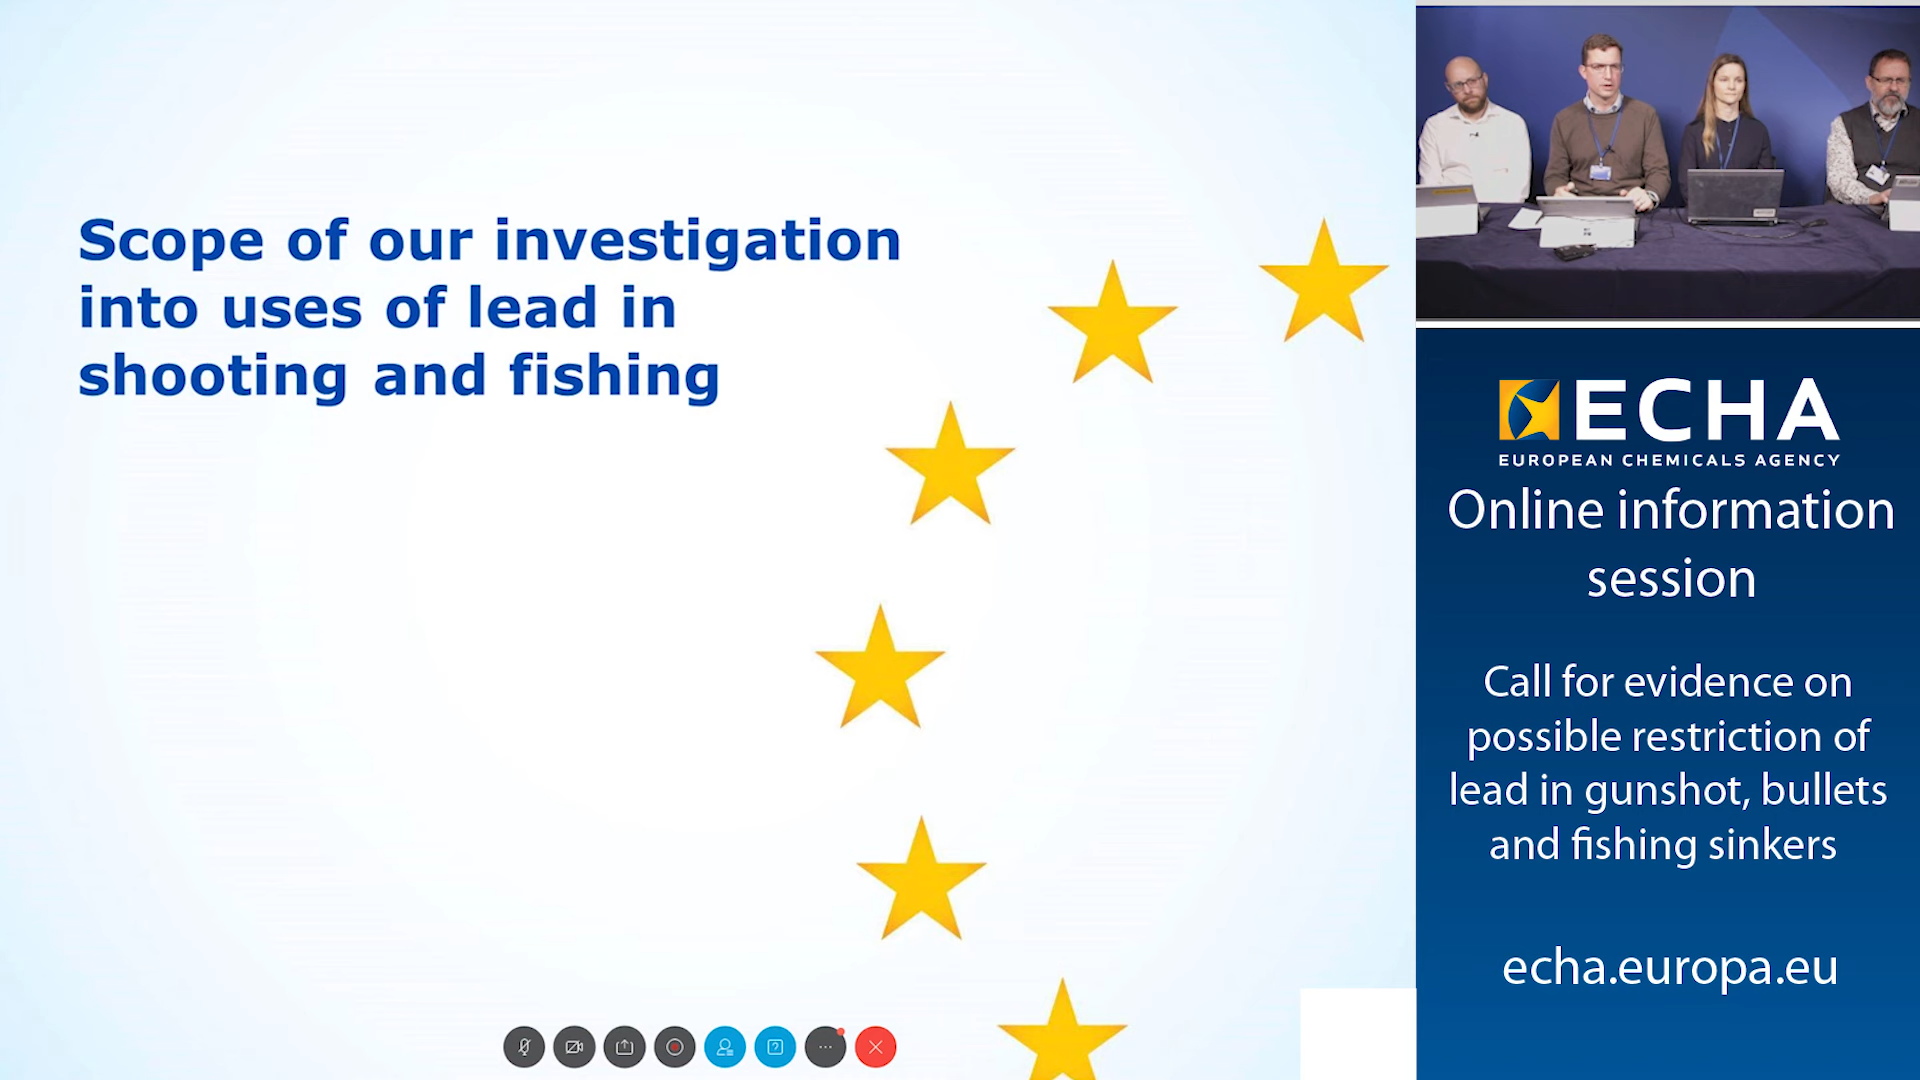 Scope of our investigation
into uses of lead in
shooting and fishing
ECHA
EUROPEAN CHEMICALS AGENCY
Online information
session
Call for evidence on
possible restriction of
lead in gunshot, bullets
and fishing sinkers
echa.europa.eu